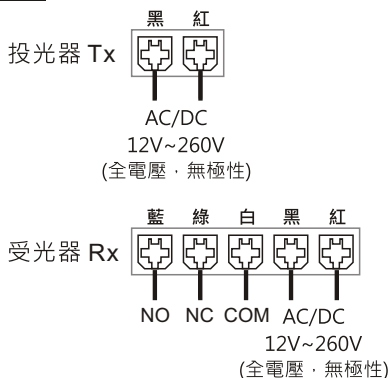 黑 紅
投光器 Tx
AC/DC
12V~260V
(全電壓，無極性)
藍 綠 白 黑 紅
受光器 Rx
NO NC COM AC/DC
12V~260V
(全電壓，無極性)